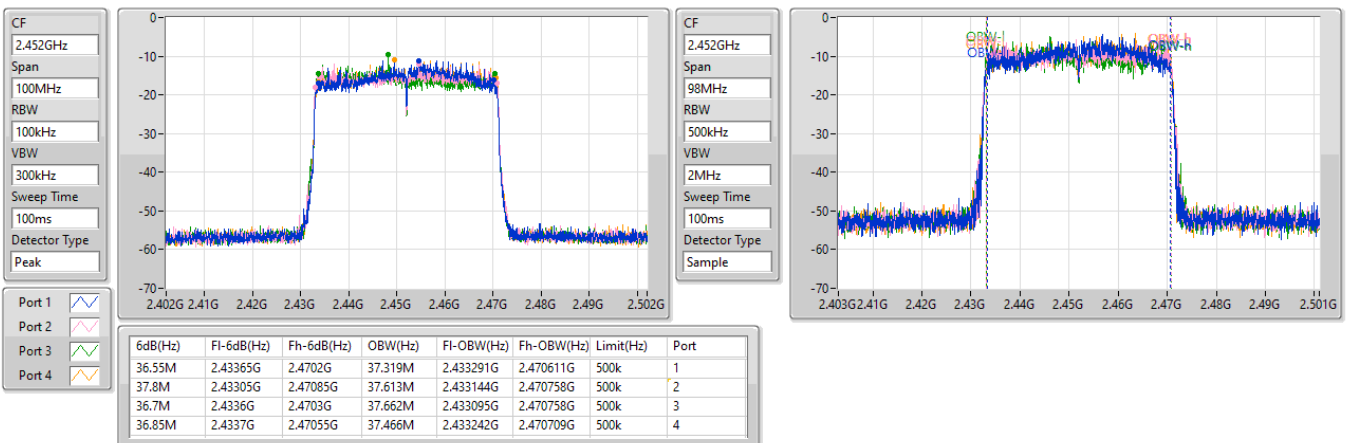 CF
2.452GHz
Span
100MHz
RBW
100kHz
VBW
300kHz
Sweep Time
100ms
Detector Type
Peak
0
-10
-20
-30
-40
-50
-60
-70
2.402G 2.41G 2.42G 2.43G 2.44G 2.45G 2.46G 2.47G 2.48G 2.49G 2.502G
CF
2.452GHz
Span
98MHz
RBW
500kHz
VBW
2MHz
Sweep Time
100ms
Detector Type
Sample
0
-10
-20
-30
-40
-50
-60
-70
OBW-l
OBW-h
OBW-h
2.403G 2.41G 2.42G 2.43G 2.44G 2.45G 2.46G 2.47G 2.48G 2.49G 2.501G
Port 1
Port 2
Port 3
Port 4
6dB(Hz) Fl-6dB(Hz) Fh-6dB(Hz) OBW(Hz) Fl-OBW(Hz) Fh-OBW(Hz) Limit(Hz) Port
36.55M 2.43365G 2.4702G 37.319M 2.433291G 2.470611G 500k 1
37.8M 2.43305G 2.47085G 37.613M 2.433144G 2.470758G 500k 2
36.7M 2.4336G 2.4703G 37.662M 2.433095G 2.470758G 500k 3
36.85M 2.4337G 2.47055G 37.466M 2.433242G 2.470709G 500k 4